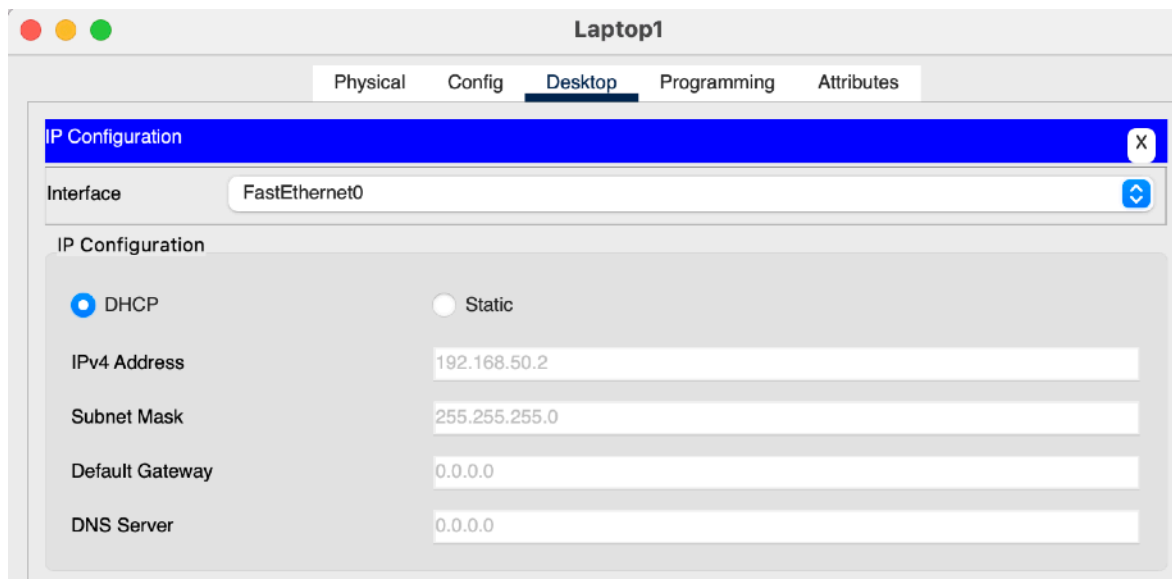 Laptop1
Physical Config Desktop Programming Attributes
IP Configuration X
Interface FastEthernet0
IP Configuration
DHCP Static
IPv4 Address 192.168.50.2
Subnet Mask 255.255.255.0
Default Gateway 0.0.0.0
DNS Server 0.0.0.0